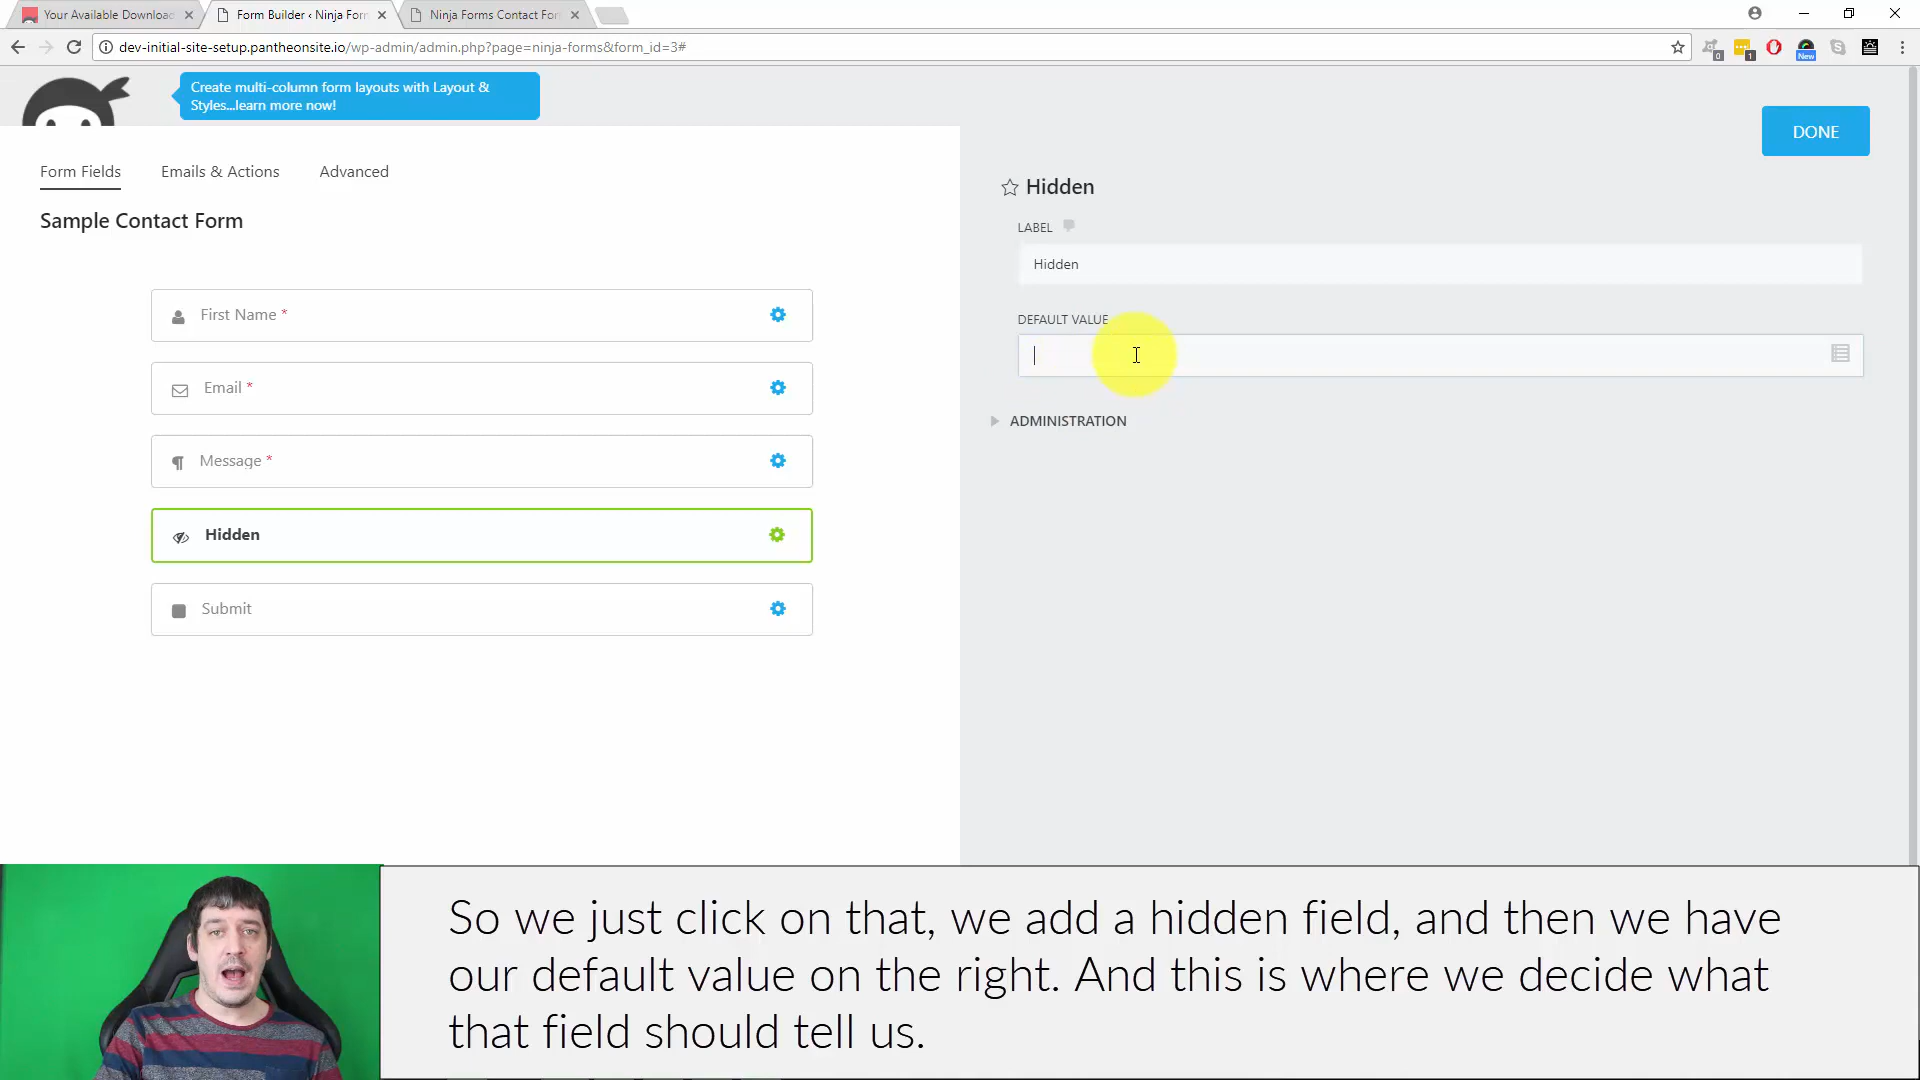 Your Available Download
Form Builder ‹ Ninja For
Ninja Forms Contact For
dev-initial-site-setup.pantheonsite.io/wp-admin/admin.php?page=ninja-forms&form_id=3#
0
1
New
Create multi-column form layouts with Layout &
Styles...learn more now!
DONE
Form Fields
Emails & Actions
Advanced
Sample Contact Form
First Name *
Email *
Message *
Hidden
Submit
Hidden
LABEL
Hidden
DEFAULT VALUE
ADMINISTRATION
So we just click on that, we add a hidden field, and then we have
our default value on the right. And this is where we decide what
that field should tell us.